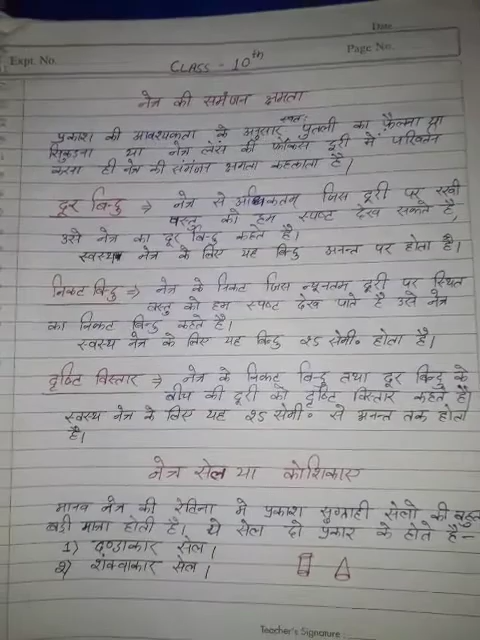 Date
Expt. No.
Page No.
CLASS - 10th
नेत्र की समंजन क्षमता
प्रकाश की आवश्यकता के अनुसार स्वतः पुतली का फैलना या
सिकुडना या नेत्र लेंस की फोकस दूरी में परिवर्तन
करना ही नेत्र की समंजन क्षमता कहलाता है।
दूर बिन्दु ⇒ नेत्र से अधिकतम जिस दूरी पर रखी
वस्तु को हम स्पष्ट देख सकते है,
उसे नेत्र का दूर बिन्दु कहते है।
स्वस्थ नेत्र के लिए यह बिन्दु अनन्त पर होता है।
निकट बिन्दु ⇒ नेत्र के निकट जिस न्यूनतम दूरी पर स्थित
वस्तु को हम स्पष्ट देख पाते है उसे नेत्र
का निकट बिन्दु कहते है।
स्वस्थ नेत्र के लिए यह बिन्दु 25 सेमी. होता है।
दृष्टि विस्तार ⇒ नेत्र के निकट बिन्दु तथा दूर बिन्दु के
बीच की दूरी को दृष्टि विस्तार कहते है।
स्वस्थ नेत्र के लिए यह 25 सेमी. से अनन्त तक होता
है।
नेत्र सेल या कोशिकाए
मानव नेत्र की रेटिना मे प्रकाश सुग्राही सेलो की बहुत
बडी मात्रा होती है। ये सेल दो प्रकार के होते है-
1) दण्डाकार सेल।
2) शंक्वाकार सेल।
Teacher's Signature